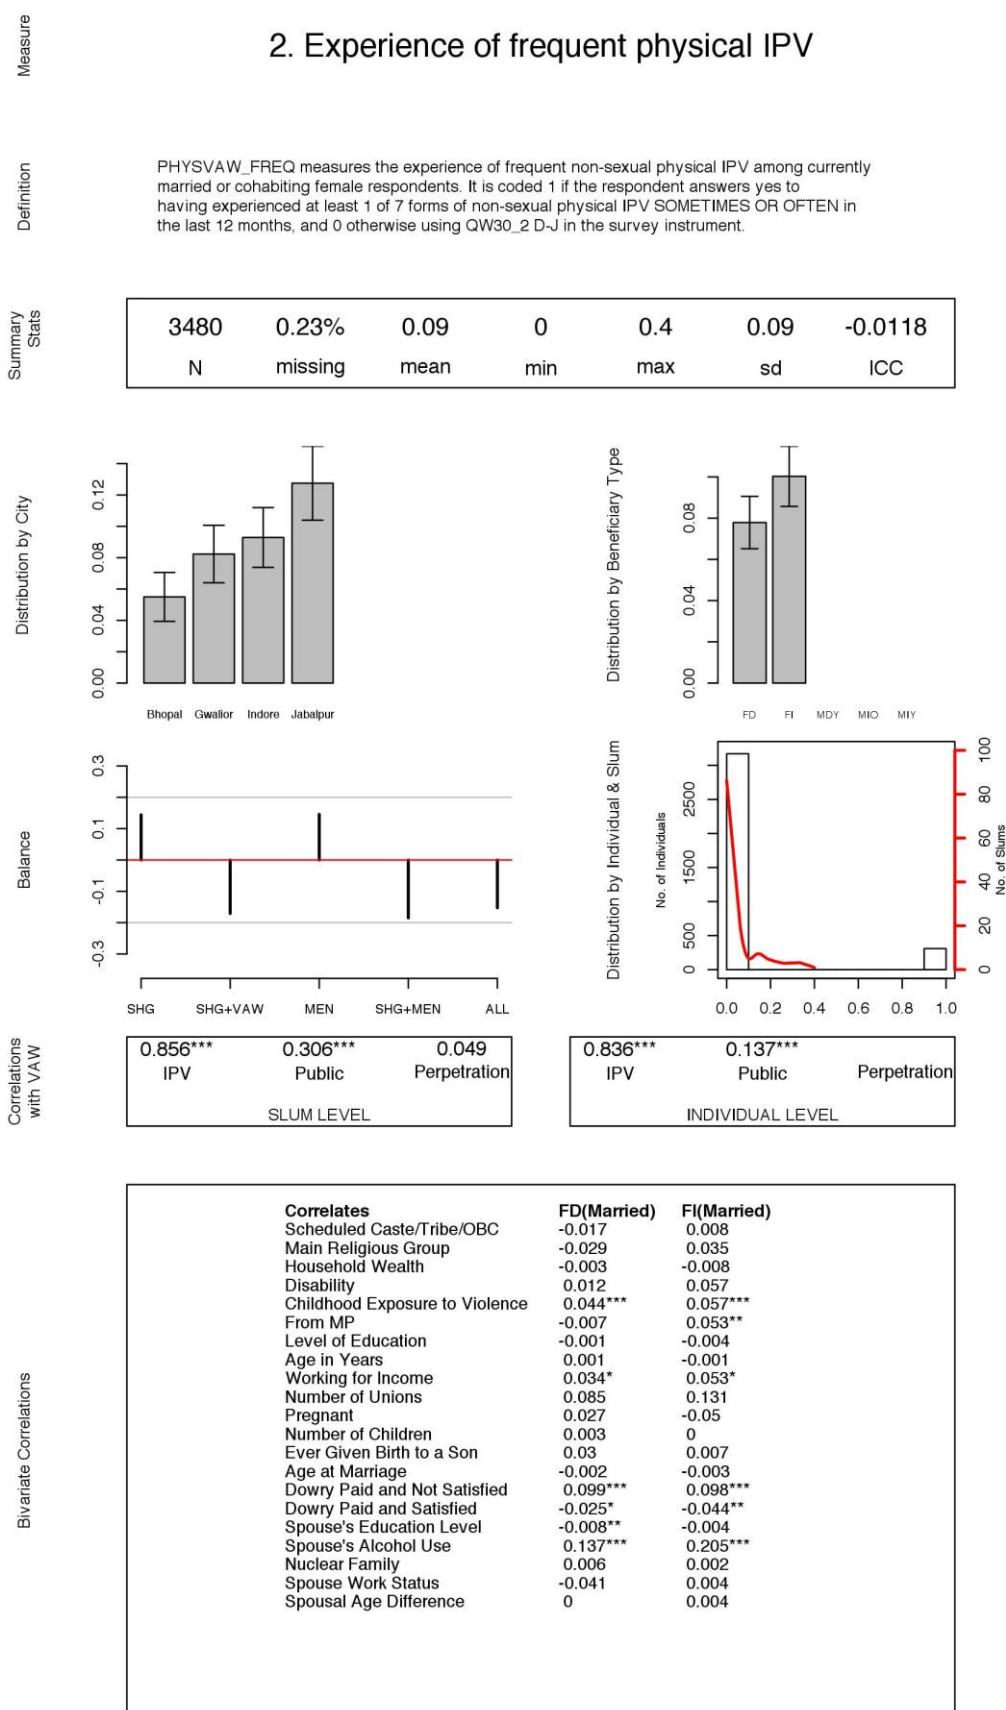 Measure
2. Experience of frequent physical IPV
Definition
PHYSVAW_FREQ measures the experience of frequent non-sexual physical IPV among currently
married or cohabiting female respondents. It is coded 1 if the respondent answers yes to
having experienced at least 1 of 7 forms of non-sexual physical IPV SOMETIMES OR OFTEN in
the last 12 months, and 0 otherwise using QW30_2 D-J in the survey instrument.
Summary
Stats
3480 0.23% 0.09 0 0.4 0.09 -0.0118
N missing mean min max sd ICC
Distribution by City
0.12
0.08
0.04
0.00
Bhopal Gwalior Indore Jabalpur
Distribution by Beneficiary Type
0.08
0.04
0.00
FD FI MDY MIO MIY
Balance
0.3
0.1
-0.1
-0.3
SHG SHG+VAW MEN SHG+MEN ALL
Distribution by Individual & Slum
No. of Individuals
2500
1500
500
0
0.0 0.2 0.4 0.6 0.8 1.0
100
80
60
40
20
0
No. of Slums
Correlations
with VAW
0.856*** 0.306*** 0.049
IPV Public Perpetration
SLUM LEVEL
0.836*** 0.137***
IPV Public Perpetration
INDIVIDUAL LEVEL
Bivariate Correlations
Correlates FD(Married) FI(Married)
Scheduled Caste/Tribe/OBC -0.017 0.008
Main Religious Group -0.029 0.035
Household Wealth -0.003 -0.008
Disability 0.012 0.057
Childhood Exposure to Violence 0.044*** 0.057***
From MP -0.007 0.053**
Level of Education -0.001 -0.004
Age in Years 0.001 -0.001
Working for Income 0.034* 0.053*
Number of Unions 0.085 0.131
Pregnant 0.027 -0.05
Number of Children 0.003 0
Ever Given Birth to a Son 0.03 0.007
Age at Marriage -0.002 -0.003
Dowry Paid and Not Satisfied 0.099*** 0.098***
Dowry Paid and Satisfied -0.025* -0.044**
Spouse's Education Level -0.008** -0.004
Spouse's Alcohol Use 0.137*** 0.205***
Nuclear Family 0.006 0.002
Spouse Work Status -0.041 0.004
Spousal Age Difference 0 0.004